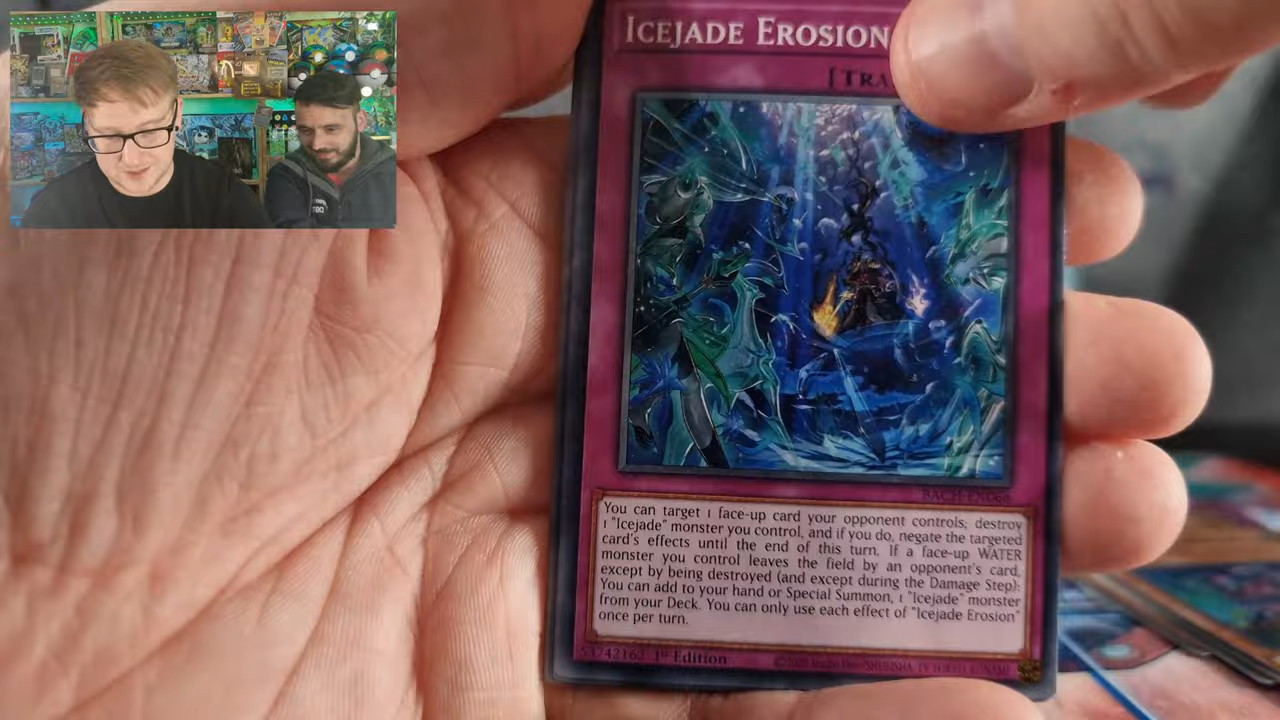 ICEJADE EROSION
[TRA
BACH-EN
You can target 1 face-up card your opponent controls; destroy
1 "Icejade" monster you control, and if you do, negate the targeted
card's effects until the end of this turn. If a face-up WATER
monster you control leaves the field by an opponent's card,
except by being destroyed (and except during the Damage Step):
You can add to your hand or Special Summon, 1 "Icejade" monster
from your Deck. You can only use each effect of "Icejade Erosion"
once per turn.
53742162 1st Edition